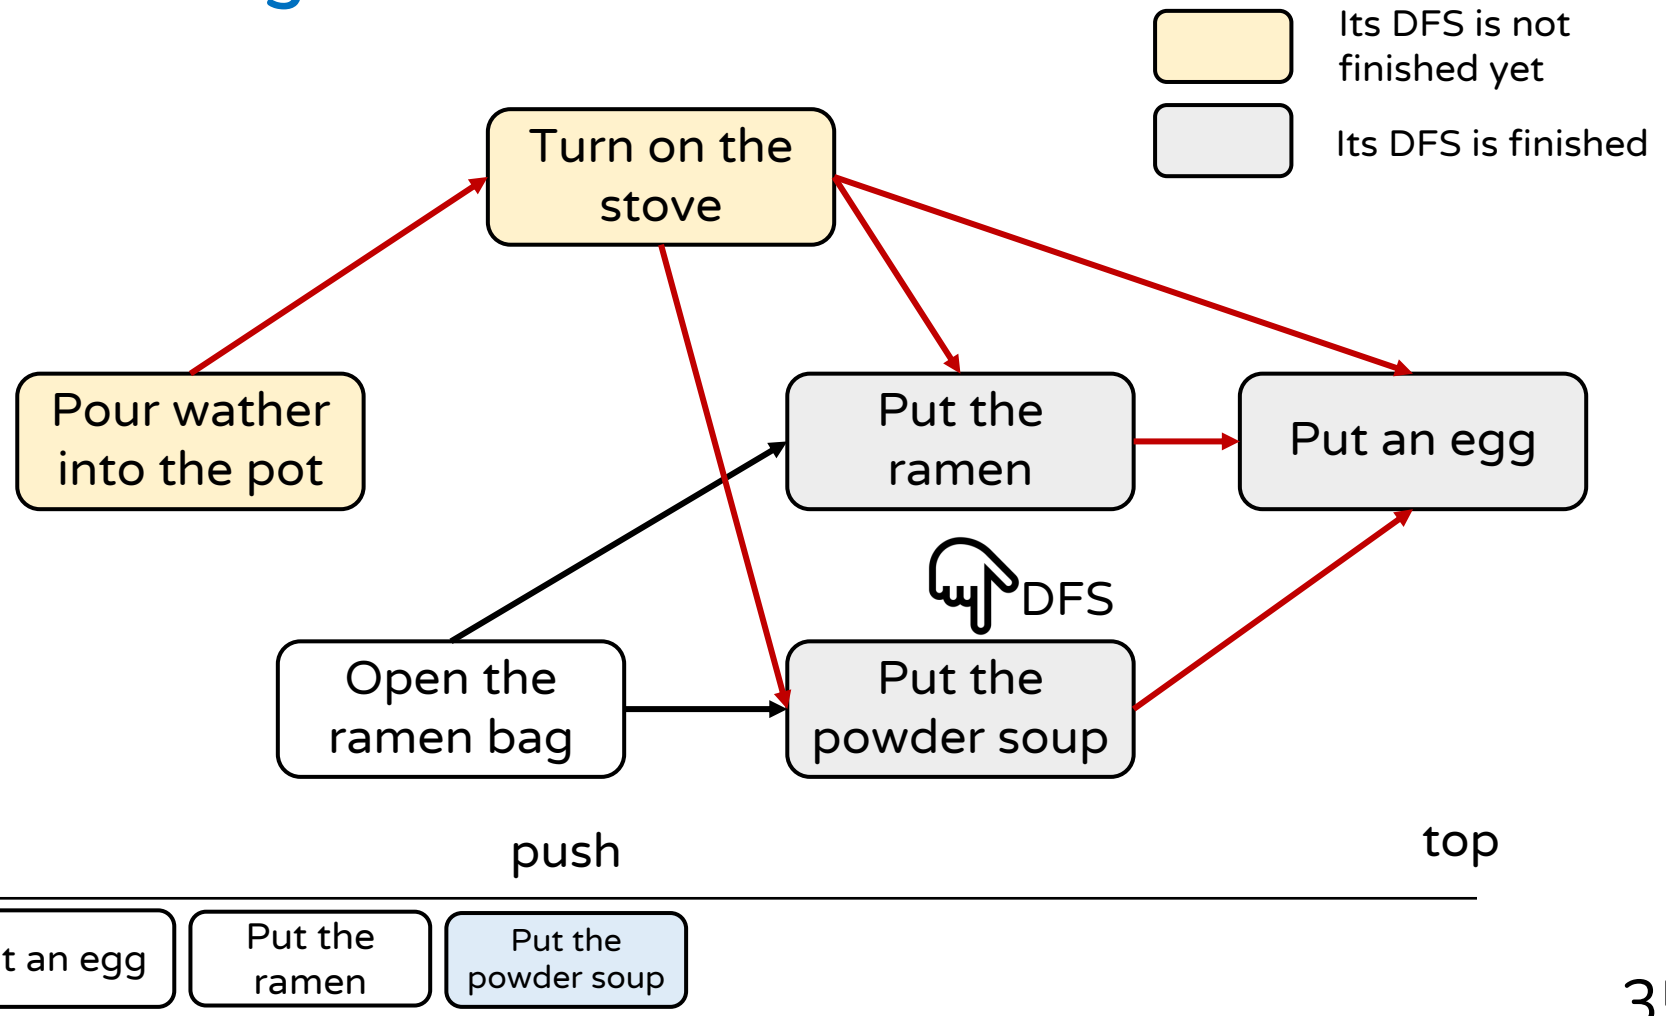 Its DFS is not
finished yet
Its DFS is finished
Turn on the
stove
Pour wather
into the pot
Put the
ramen
Put an egg
DFS
Open the
ramen bag
Put the
powder soup
push
top
t an egg
Put the
ramen
Put the
powder soup